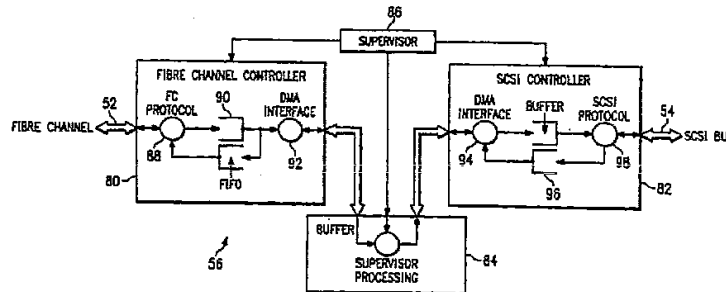 86
SUPERVISOR
FIBRE CHANNEL CONTROLLER
FC
PROTOCOL
90
DMA
INTERFACE
52
FIBRE CHANNEL
88
92
FIFO
80
SCSI CONTROLLER
DMA
INTERFACE
BUFFER
SCSI
PROTOCOL
54
SCSI BU
94
98
96
82
BUFFER
SUPERVISOR
PROCESSING
84
56